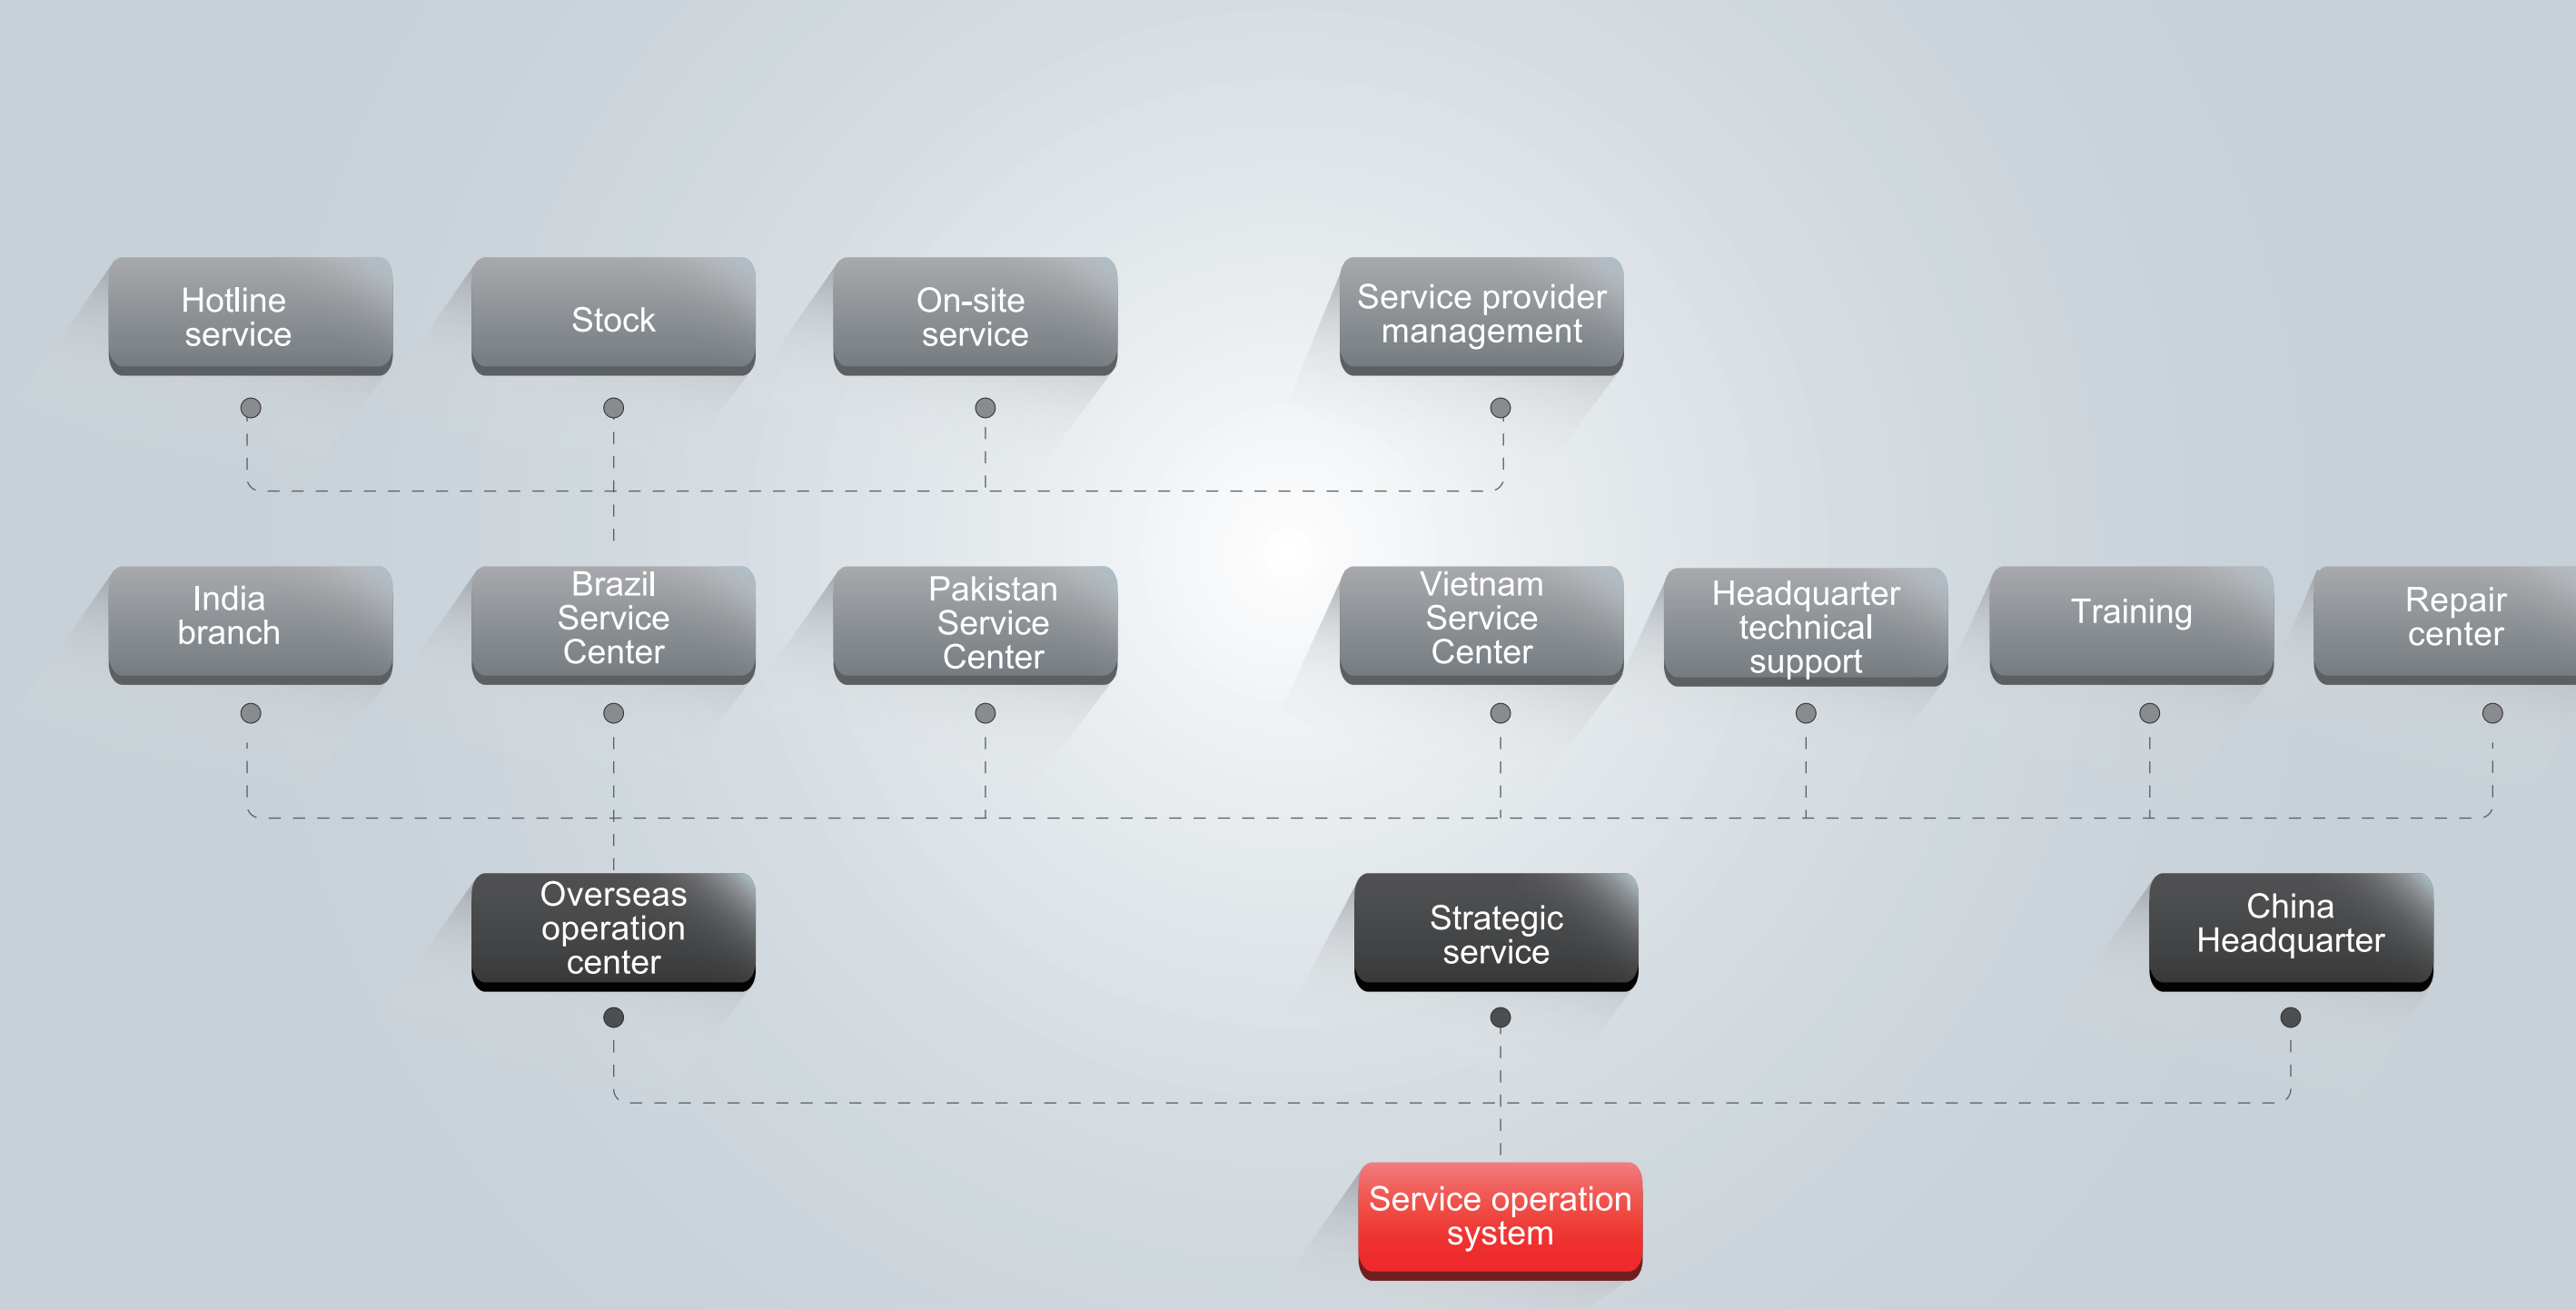 Hotline
service
Stock
On-site
service
Service provider
management
India
branch
Brazil
Service
Center
Pakistan
Service
Center
Vietnam
Service
Center
Headquarter
technical
support
Training
Repair
center
Overseas
operation
center
Strategic
service
China
Headquarter
Service operation
system